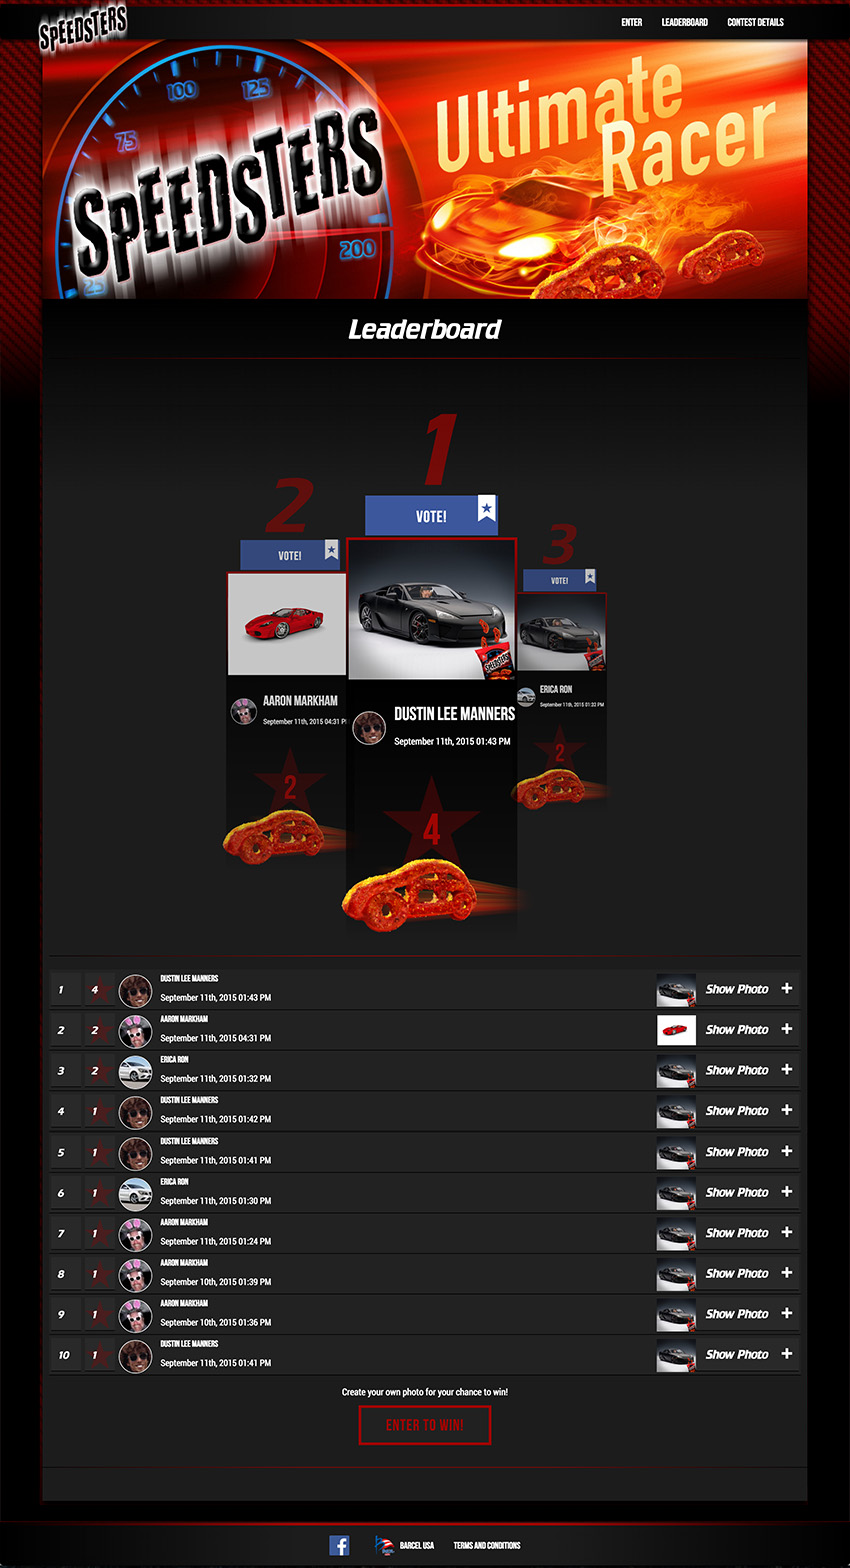 SPEEDSTERS
ENTER LEADERBOARD CONTEST DETAILS
75 100 125
Ultimate
Racer
SPEEDSTERS
200
25
Leaderboard
1
VOTE!
2
VOTE!
3
VOTE!
SPEEDSTERS
AARON MARKHAM
September 11th, 2015 04:31 P
DUSTIN LEE MANNERS
September 11th, 2015 01:43 PM
ERICA RON
September 11th, 2015 01:32 PM
2
4
2
1 4 DUSTIN LEE MANNERS
September 11th, 2015 01:43 PM Show Photo +
2 2 AARON MARKHAM
September 11th, 2015 04:31 PM Show Photo +
3 2 ERICA RON
September 11th, 2015 01:32 PM Show Photo +
4 1 DUSTIN LEE MANNERS
September 11th, 2015 01:42 PM Show Photo +
5 1 DUSTIN LEE MANNERS
September 11th, 2015 01:41 PM Show Photo +
6 1 ERICA RON
September 11th, 2015 01:30 PM Show Photo +
7 1 AARON MARKHAM
September 11th, 2015 01:24 PM Show Photo +
8 1 AARON MARKHAM
September 10th, 2015 01:39 PM Show Photo +
9 1 AARON MARKHAM
September 10th, 2015 01:36 PM Show Photo +
10 1 DUSTIN LEE MANNERS
September 11th, 2015 01:41 PM Show Photo +
Create your own photo for your chance to win!
ENTER TO WIN!
f BARCEL USA TERMS AND CONDITIONS